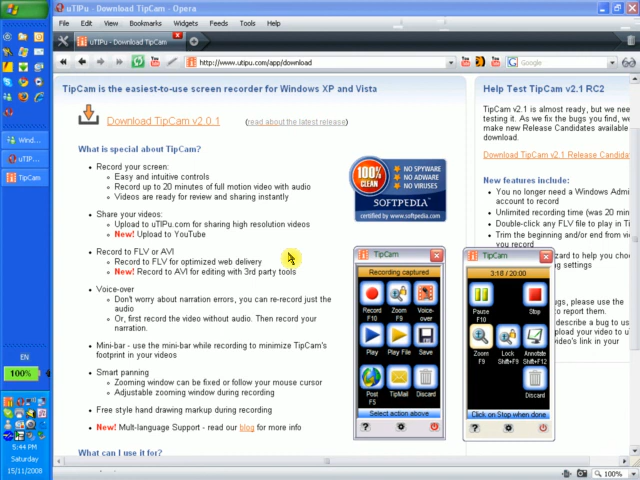 uTIPu - Download TipCam - Opera
File Edit View Bookmarks Widgets Feeds Tools Help
uTIPu - Download TipCam
http://www.utipu.com/app/download
Google
Wind...
uTIP...
TipCam
EN
100%
5:44 PM
Saturday
15/11/2008
TipCam is the easiest-to-use screen recorder for Windows XP and Vista
Download TipCam v2.0.1 (read about the latest release)
What is special about TipCam?
Record your screen:
Easy and intuitive controls
Record up to 20 minutes of full motion video with audio
Videos are ready for sharing and review instantly
Share your videos:
Upload to uTIPu.com for sharing high resolution videos
New! Upload to YouTube
Record to FLV or AVI
Record to FLV for optimized web delivery
New! Record to AVI for editing with 3rd party tools
Voice-over
Don't worry about narration errors, you can re-record just the
audio
Or, first record the video without audio. Then record your
narration.
Mini-bar - use the mini-bar while recording to minimize TipCam's
footprint in your videos
Smart panning
Zooming window can be fixed or follow your mouse cursor
Adjustable zooming window during recording
Free style hand drawing markup during recording
New! Multi-language Support - read our blog for more info
What can I use it for?
100% CLEAN
NO SPYWARE
NO ADWARE
NO VIRUSES
SOFTPEDIA
certified by www.softpedia.com
TipCam
Recording captured
Record F10
Zoom F9
Voice-over
Play
Play File
Save
Post F5
TipMail
Discard
Select action above
TipCam
3:18 / 20:00
Pause F10
Stop
Zoom F9
Lock Shift+F9
Annotate Shift+F12
Discard
Click on Stop when done
Help Test TipCam v2.1 RC2
TipCam v2.1 is almost ready, but we nee
testing it. As we fix the bugs you find, we
make new Release Candidates available
download.
Download TipCam v2.1 Release Candida
New features include:
You no longer need a Windows Admi
account to record
Unlimited recording time (was 20 min
Double-click any FLV file to play in Ti
Trim the beginning and/or end from v
you record
g settings
bugs, please use the
r to report them.
describe a bug to us
pload your video to u
video's link in your
100%